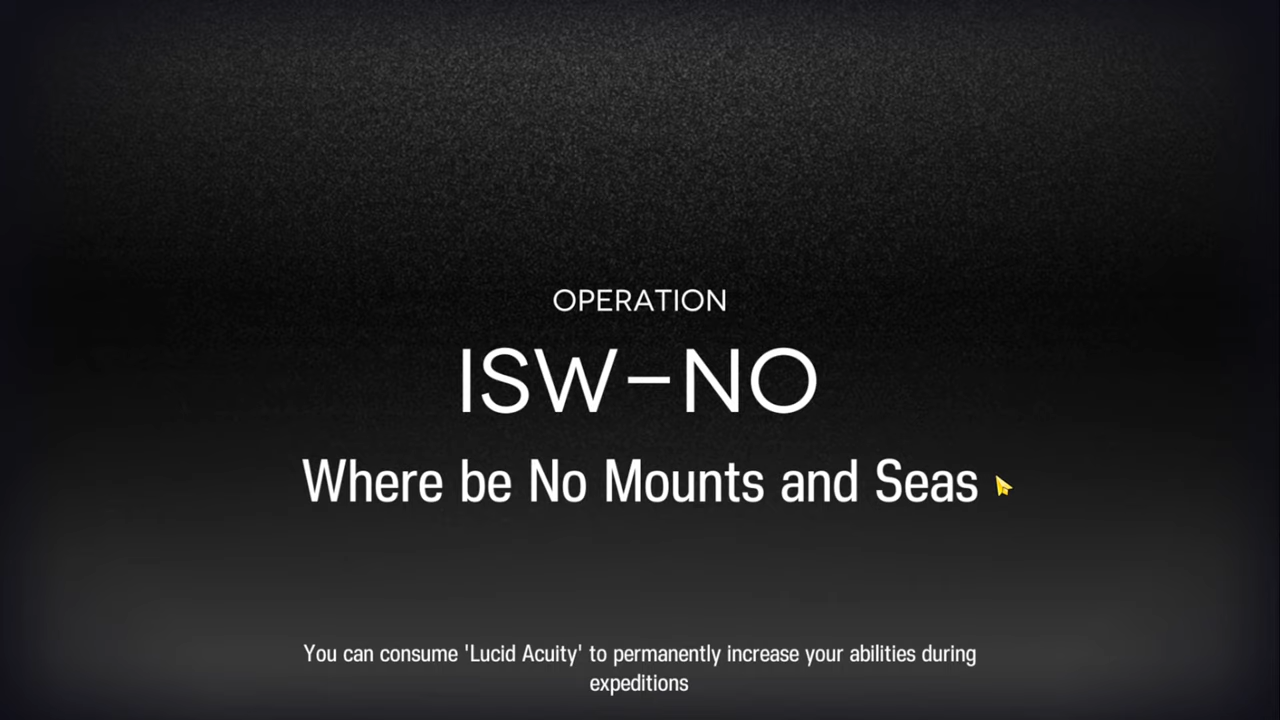 OPERATION
ISW-NO
Where be No Mounts and Seas
You can consume 'Lucid Acuity' to permanently increase your abilities during
expeditions